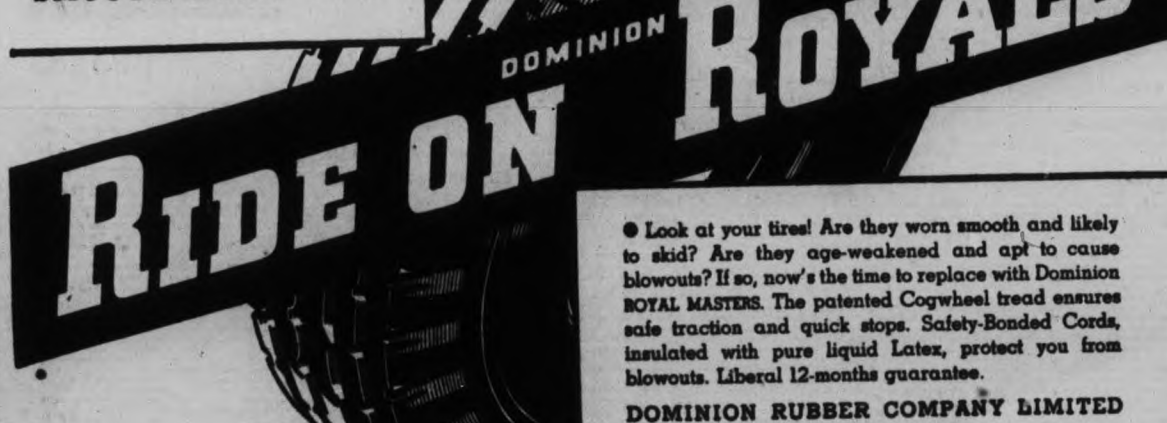 DOMINION
RIDE ON ROYALS
● Look at your tires! Are they worn smooth and likely
to skid? Are they age-weakened and apt to cause
blowouts? If so, now's the time to replace with Dominion
ROYAL MASTERS. The patented Cogwheel tread ensures
safe traction and quick stops. Safety-Bonded Cords,
insulated with pure liquid Latex, protect you from
blowouts. Liberal 12-months guarantee.
DOMINION RUBBER COMPANY LIMITED